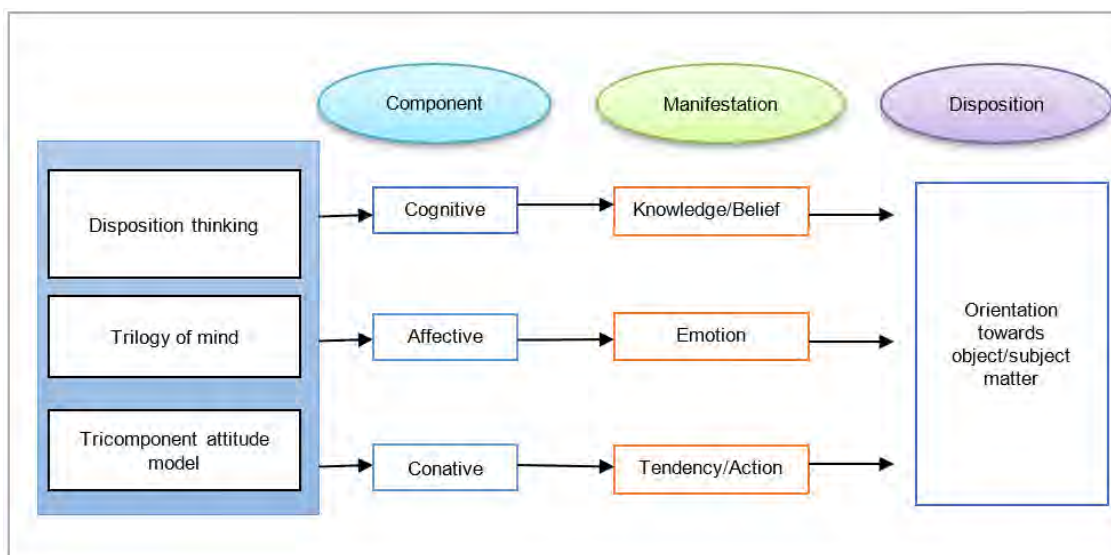 Component
Manifestation
Disposition
Disposition thinking
Cognitive
Knowledge/Belief
Trilogy of mind
Affective
Emotion
Orientation
towards
object/subject
matter
Tricomponent attitude
model
Conative
Tendency/Action